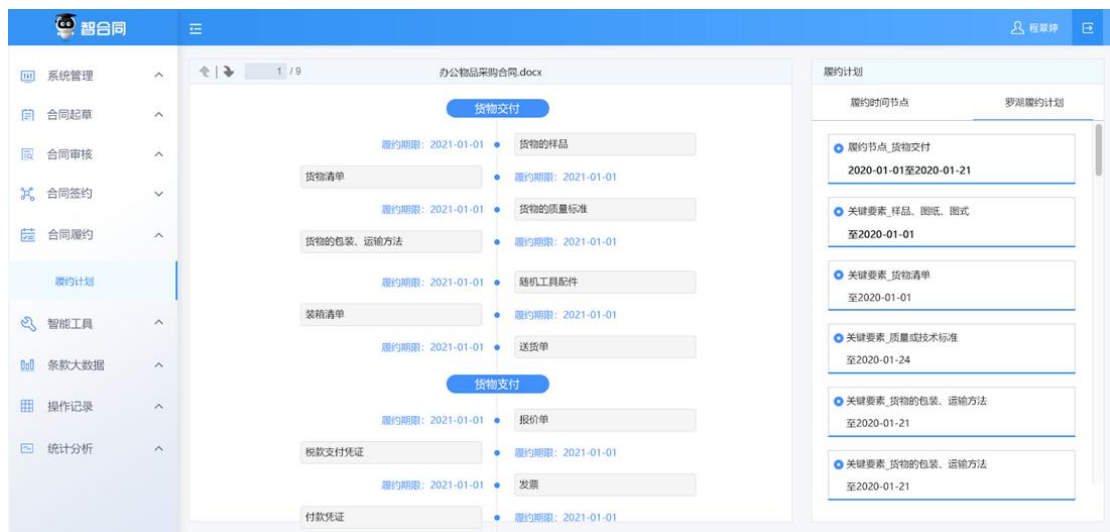 智合同
程翠婷
系统管理
合同起草
合同审核
合同签约
合同履约
履约计划
智能工具
条款大数据
操作记录
统计分析
1 / 9
办公物品采购合同.docx
货物交付
履约期限：2021-01-01 货物的样品
货物清单 履约期限：2021-01-01
履约期限：2021-01-01 货物的质量标准
货物的包装、运输方法 履约期限：2021-01-01
履约期限：2021-01-01 随机工具配件
装箱清单 履约期限：2021-01-01
履约期限：2021-01-01 送货单
货物支付
履约期限：2021-01-01 报价单
税款支付凭证 履约期限：2021-01-01
履约期限：2021-01-01 发票
付款凭证 履约期限：2021-01-01
履约计划
履约时间节点 罗湖履约计划
履约节点_货物交付
2020-01-01至2020-01-21
关键要素_样品、图纸、图式
至2020-01-01
关键要素_货物清单
至2020-01-01
关键要素_质量或技术标准
至2020-01-24
关键要素_货物的包装、运输方法
至2020-01-21
关键要素_货物的包装、运输方法
至2020-01-21